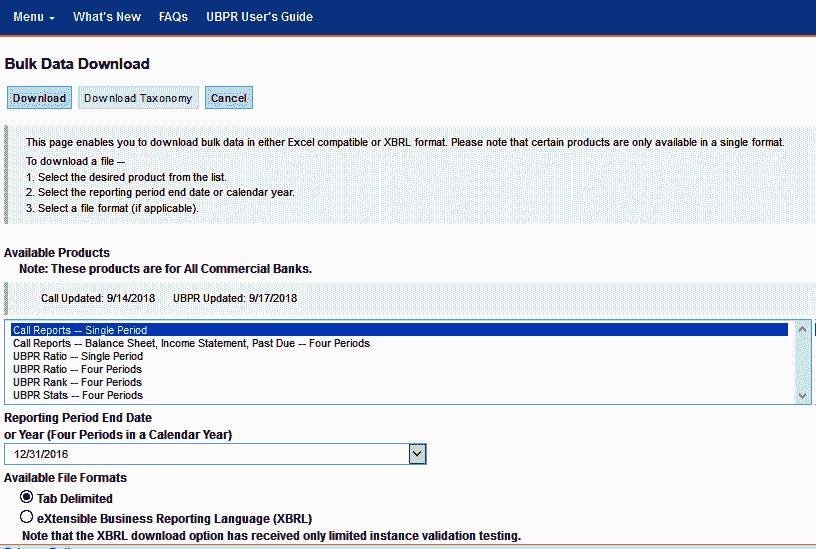 Menu What's New FAQs UBPR User's Guide
Bulk Data Download
Download Download Taxonomy Cancel
This page enables you to download bulk data in either Excel compatible or XBRL format. Please note that certain products are only available in a single format.
To download a file --
1. Select the desired product from the list.
2. Select the reporting period end date or calendar year.
3. Select a file format (if applicable).
Available Products
Note: These products are for All Commercial Banks.
Call Updated: 9/14/2018 UBPR Updated: 9/17/2018
Call Reports -- Single Period
Call Reports -- Balance Sheet, Income Statement, Past Due -- Four Periods
UBPR Ratio -- Single Period
UBPR Ratio -- Four Periods
UBPR Rank -- Four Periods
UBPR Stats -- Four Periods
Reporting Period End Date
or Year (Four Periods in a Calendar Year)
12/31/2016
Available File Formats
Tab Delimited
eXtensible Business Reporting Language (XBRL)
Note that the XBRL download option has received only limited instance validation testing.